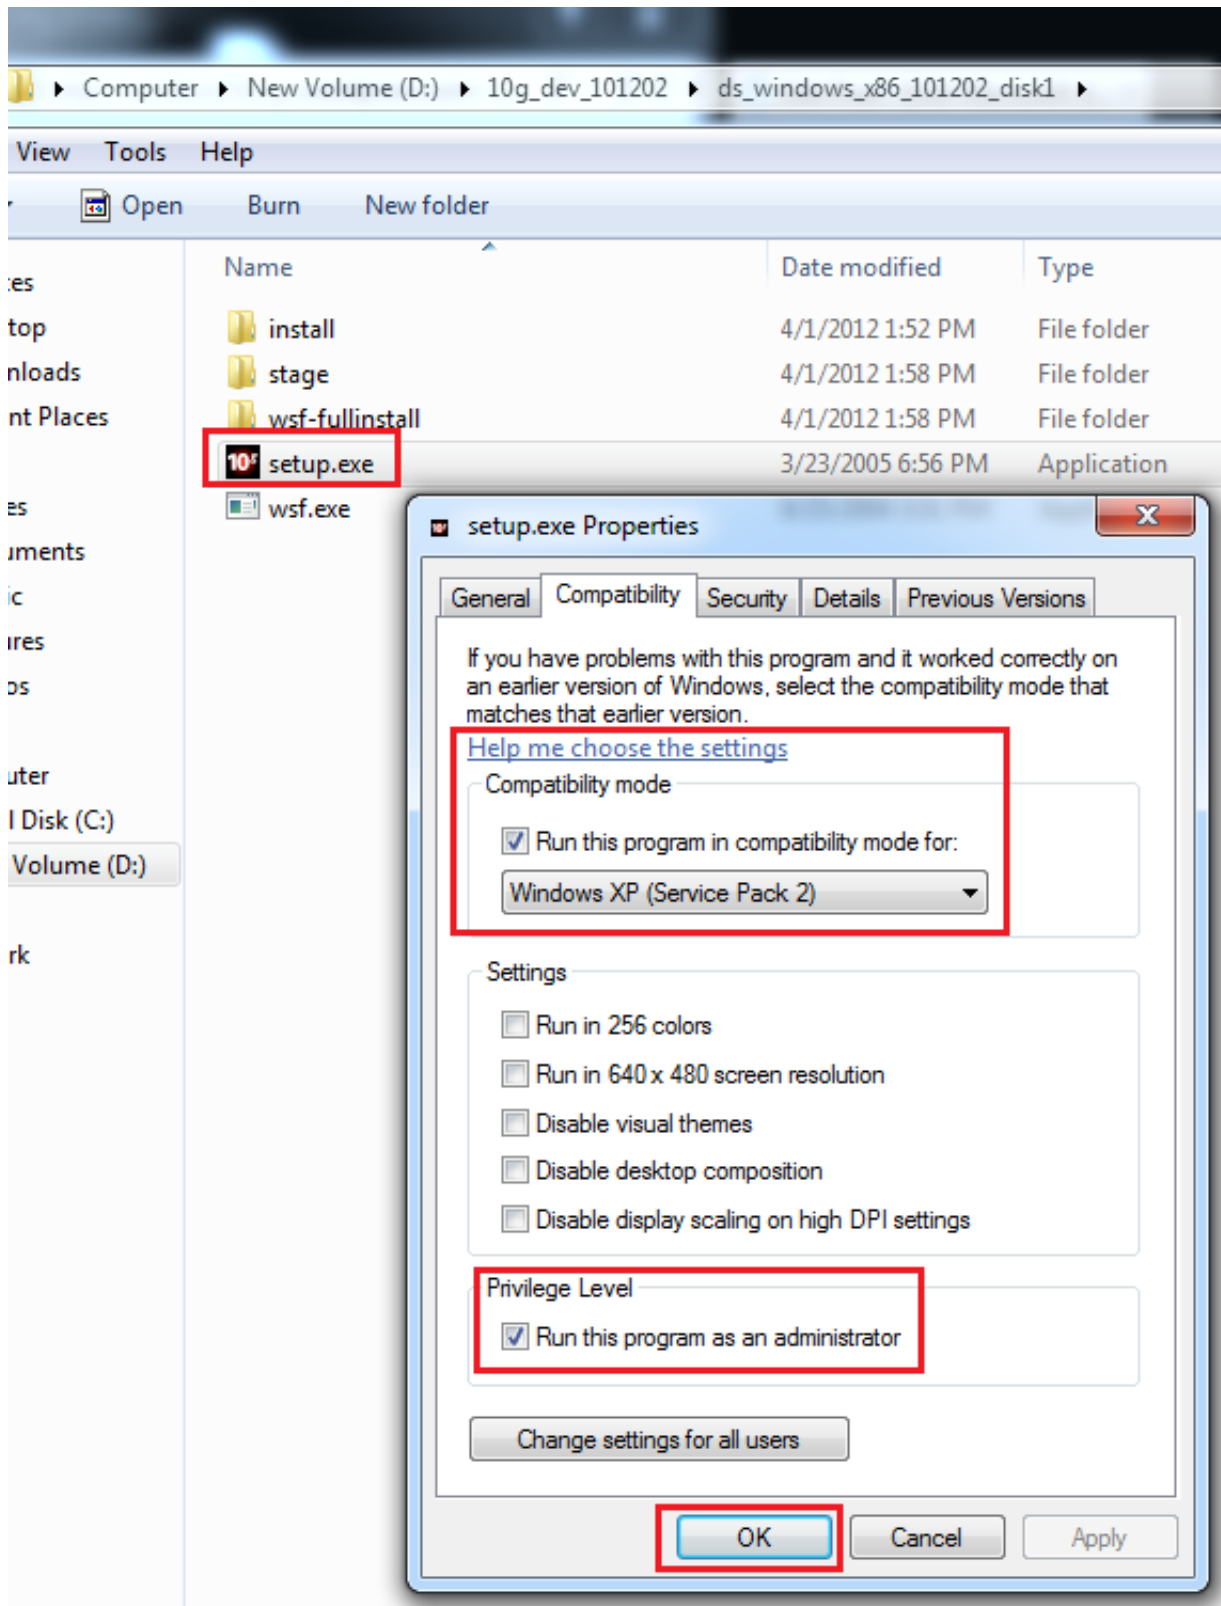 Computer New Volume (D:) 10g_dev_101202 ds_windows_x86_101202_disk1
View Tools Help
Open Burn New folder
Name Date modified Type
install 4/1/2012 1:52 PM File folder
stage 4/1/2012 1:58 PM File folder
wsf-fullinstall 4/1/2012 1:58 PM File folder
setup.exe 3/23/2005 6:56 PM Application
wsf.exe
es
top
nloads
nt Places
es
uments
ic
ures
os
uter
l Disk (C:)
Volume (D:)
rk
setup.exe Properties
General Compatibility Security Details Previous Versions
If you have problems with this program and it worked correctly on
an earlier version of Windows, select the compatibility mode that
matches that earlier version.
Help me choose the settings
Compatibility mode
Run this program in compatibility mode for:
Windows XP (Service Pack 2)
Settings
Run in 256 colors
Run in 640 x 480 screen resolution
Disable visual themes
Disable desktop composition
Disable display scaling on high DPI settings
Privilege Level
Run this program as an administrator
Change settings for all users
OK Cancel Apply